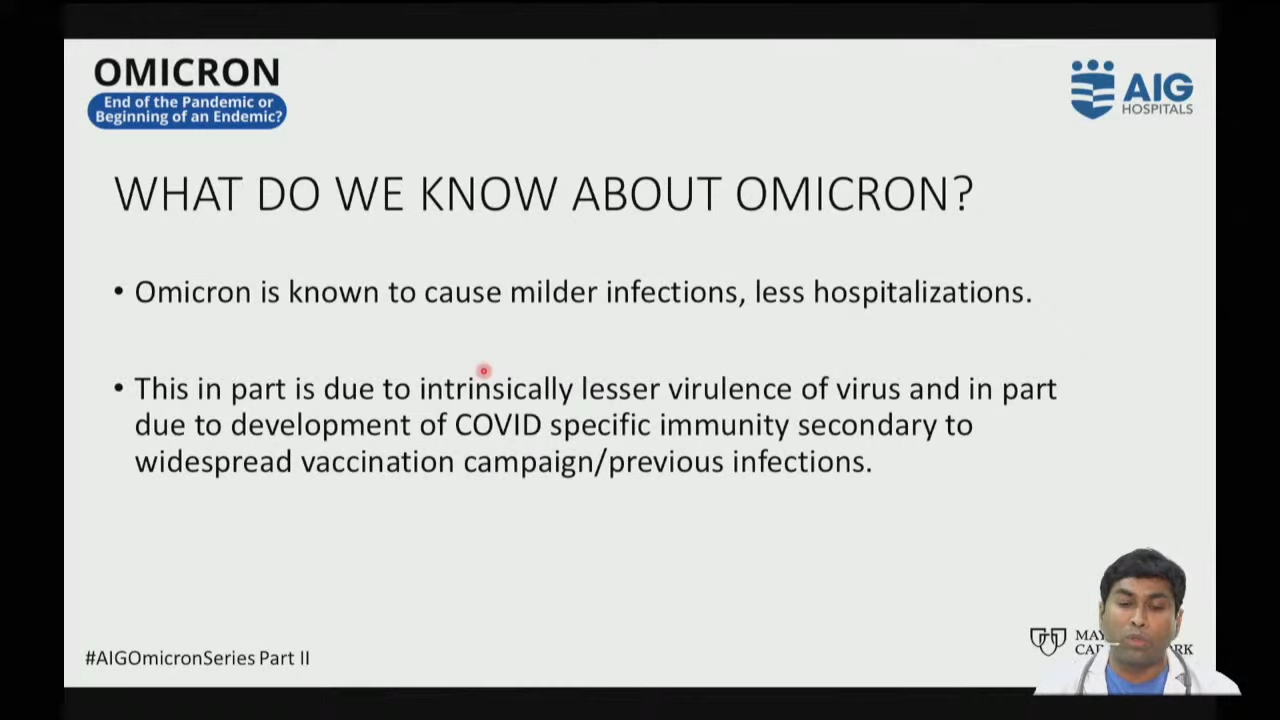 OMICRON
End of the Pandemic or
Beginning of an Endemic?
AIG
HOSPITALS
WHAT DO WE KNOW ABOUT OMICRON?
• Omicron is known to cause milder infections, less hospitalizations.
• This in part is due to intrinsically lesser virulence of virus and in part
due to development of COVID specific immunity secondary to
widespread vaccination campaign/previous infections.
#AIGOmicronSeries Part II